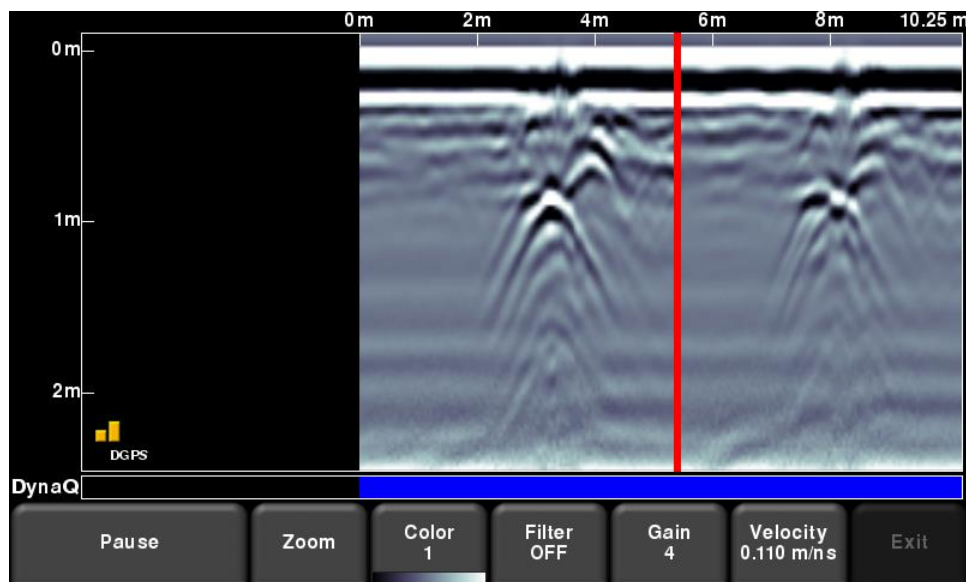 0m 2m 4m 6m 8m 10.25 m
0m
1m
2m
DGPS
DynaQ
Pause
Zoom
Color
1
Filter
OFF
Gain
4
Velocity
0.110 m/ns
Exit